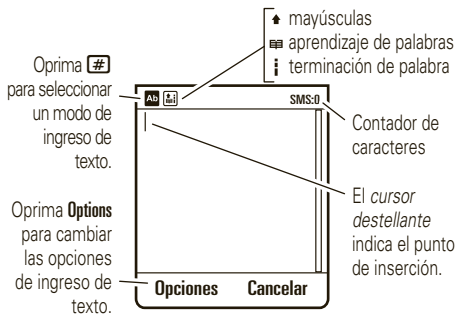 mayúsculas
aprendizaje de palabras
terminación de palabra
Oprima #
para seleccionar
un modo de
ingreso de
texto.
Ab
SMS:0
Contador de
caracteres
El cursor
destellante
indica el punto
de inserción.
Oprima Options
para cambiar
las opciones
de ingreso de
texto.
Opciones Cancelar